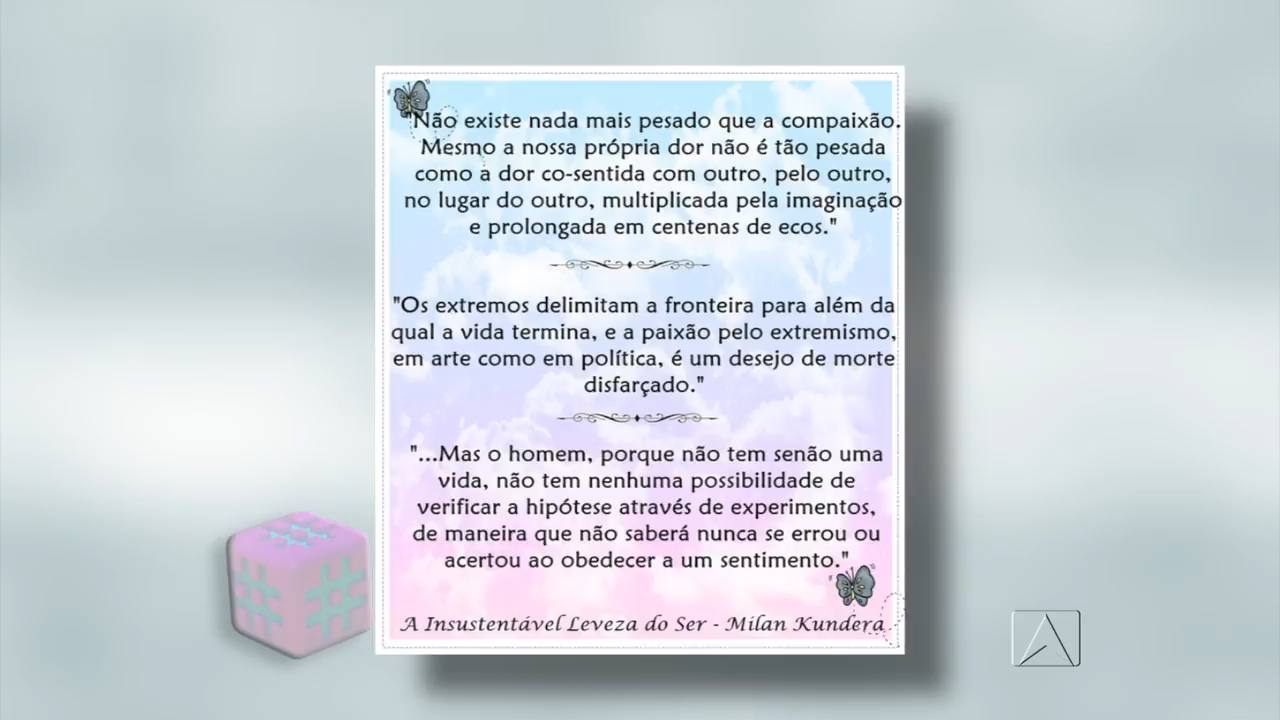 "Não existe nada mais pesado que a compaixão.
Mesmo a nossa própria dor não é tão pesada
como a dor co-sentida com outro, pelo outro,
no lugar do outro, multiplicada pela imaginação
e prolongada em centenas de ecos."
"Os extremos delimitam a fronteira para além da
qual a vida termina, e a paixão pelo extremismo,
em arte como em política, é um desejo de morte
disfarçado."
"...Mas o homem, porque não tem senão uma
vida, não tem nenhuma possibilidade de
verificar a hipótese através de experimentos,
de maneira que não saberá nunca se errou ou
acertou ao obedecer a um sentimento."
A Insustentável Leveza do Ser - Milan Kundera
# #